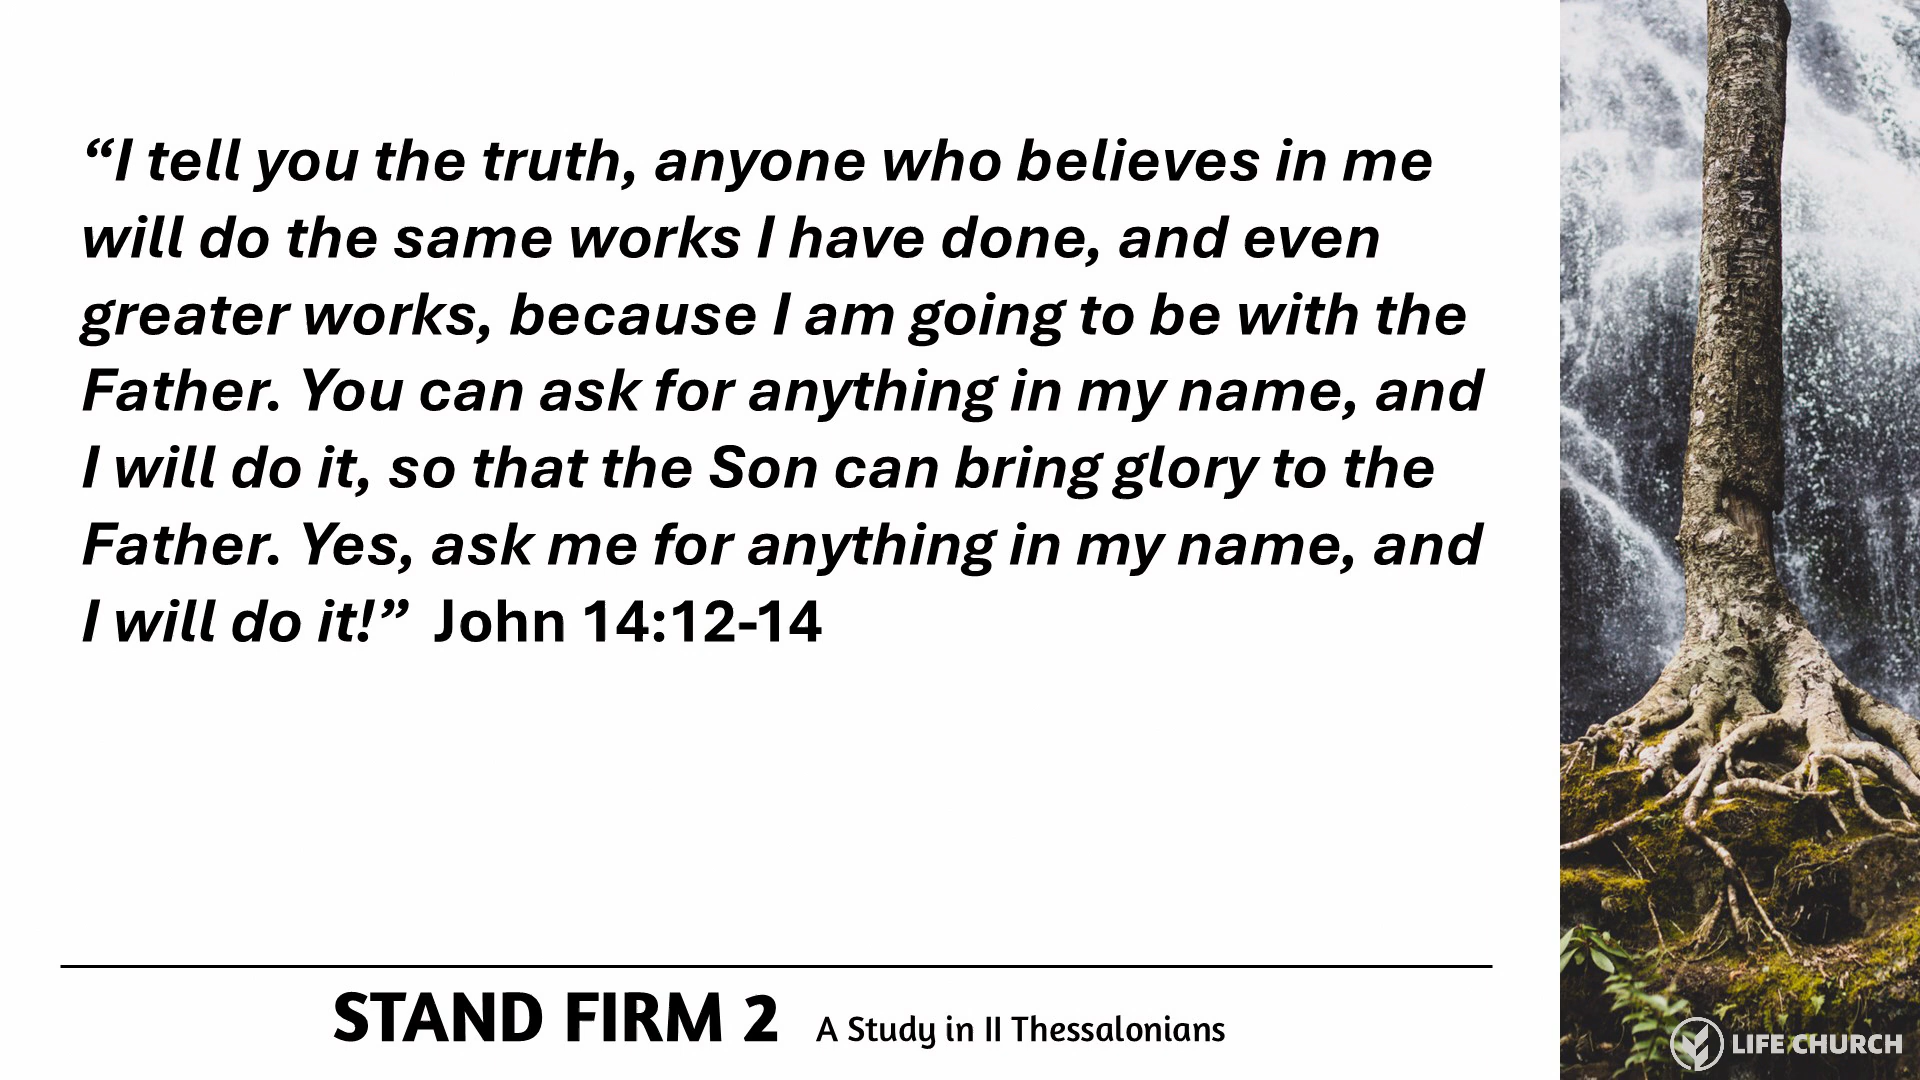 “I tell you the truth, anyone who believes in me
will do the same works I have done, and even
greater works, because I am going to be with the
Father. You can ask for anything in my name, and
I will do it, so that the Son can bring glory to the
Father. Yes, ask me for anything in my name, and
I will do it!” John 14:12-14
STAND FIRM 2 A Study in II Thessalonians
LIFE CHURCH